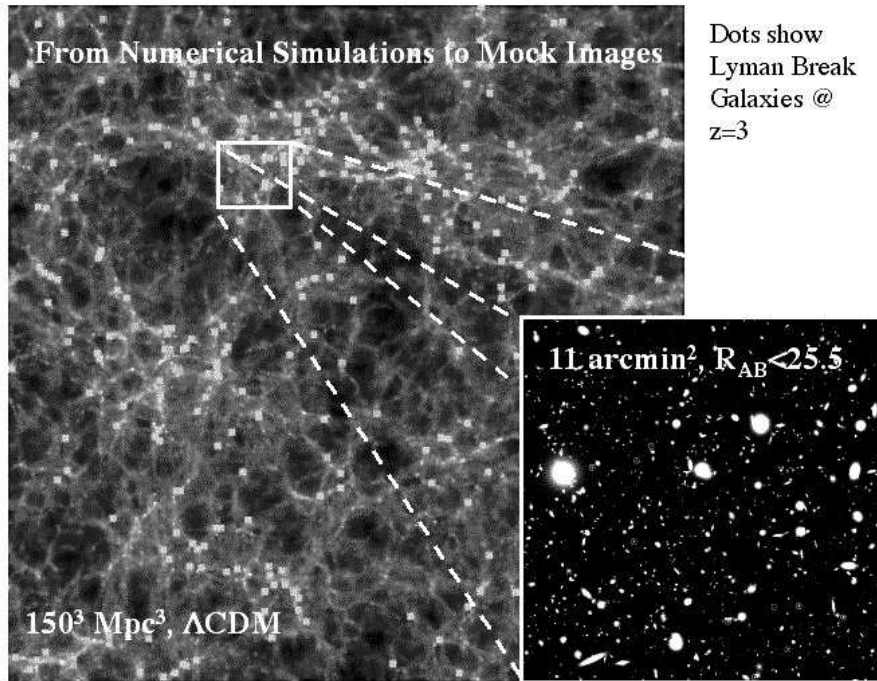 From Numerical Simulations to Mock Images
Dots show
Lyman Break
Galaxies @
z=3
11 arcmin², R_AB<25.5
150³ Mpc³, ΛCDM